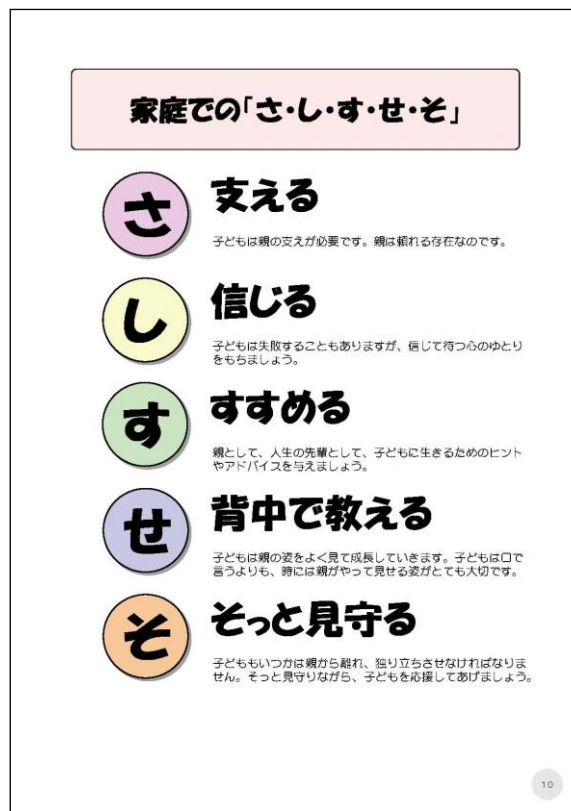 家庭での「さ・し・す・せ・そ」
さ
支える
子どもは親の支えが必要です。親は頼れる存在なのです。
し
信じる
子どもは失敗することもありますが、信じて待つ心のゆとり
をもちましょう。
す
すすめる
親として、人生の先輩として、子どもに生きるためのヒント
やアドバイスを与えましょう。
せ
背中で教える
子どもは親の姿をよく見て成長していきます。子どもは口で
言うよりも、時には親がやって見せる姿がとても大切です。
そ
そっと見守る
子どももいつかは親から離れ、独り立ちさせなければなりま
せん。そっと見守りながら、子どもを応援してあげましょう。
10